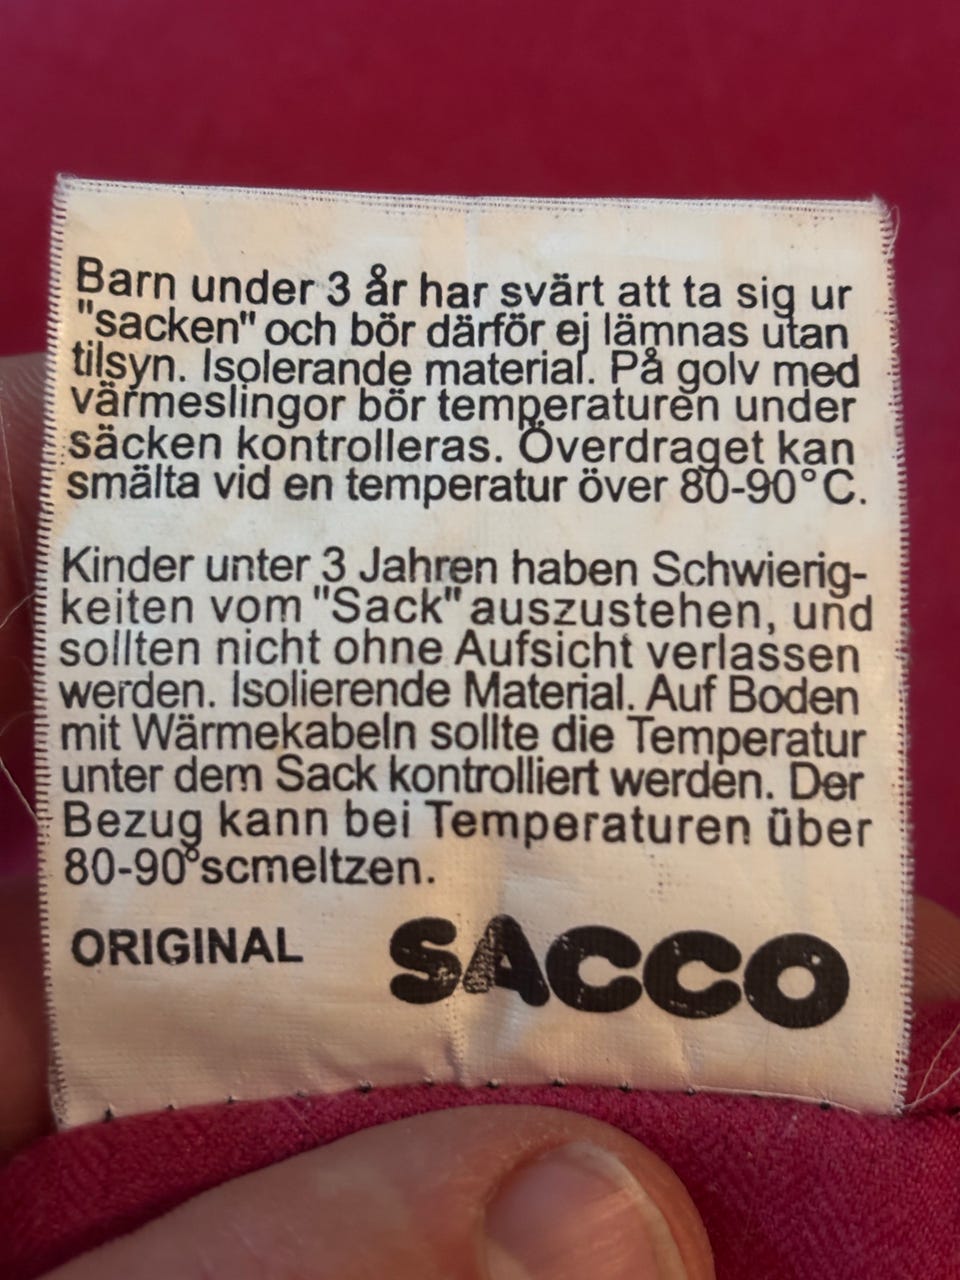 Barn under 3 år har svärt att ta sig ur
"sacken" och bör därför ej lämnas utan
tilsyn. Isolerande material. På golv med
värmeslingor bör temperaturen under
säcken kontrolleras. Överdraget kan
smälta vid en temperatur över 80-90°C.
Kinder unter 3 Jahren haben Schwierig-
keiten vom "Sack" auszustehen, und
sollten nicht ohne Aufsicht verlassen
werden. Isolierende Material. Auf Boden
mit Wärmekabeln sollte die Temperatur
unter dem Sack kontrolliert werden. Der
Bezug kann bei Temperaturen über
80-90°scmeltzen.
ORIGINAL SACCO